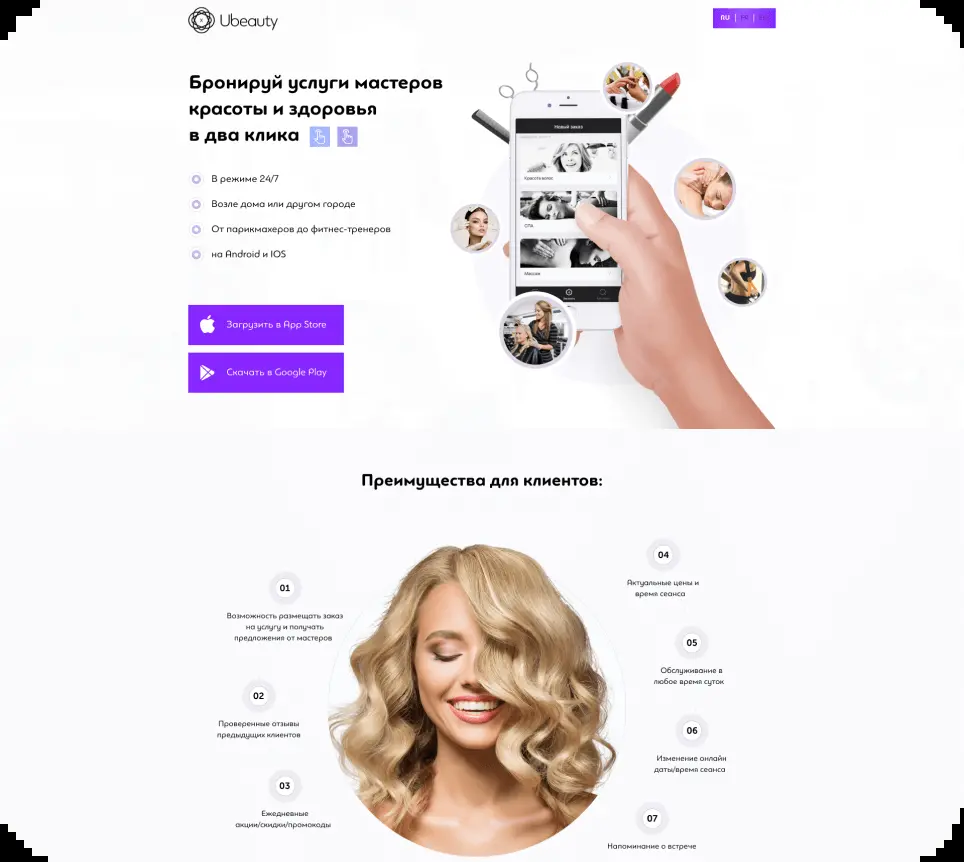 Ubeauty
RU
Бронируй услуги мастеров
красоты и здоровья
в два клика
В режиме 24/7
Возле дома или другом городе
От парикмахеров до фитнес-тренеров
на Android и IOS
Загрузить в App Store
Скачать в Google Play
Новый заказ
Красота волос
СПА
Массаж
Преимущества для клиентов:
01
Возможность размещать заказ
на услугу и получать
предложения от мастеров
02
Проверенные отзывы
предыдущих клиентов
03
Ежедневные
акции/скидки/промокоды
04
Актуальные цены и
время сеанса
05
Обслуживание в
любое время суток
06
Изменение онлайн
даты/время сеанса
07
Напоминание о встрече